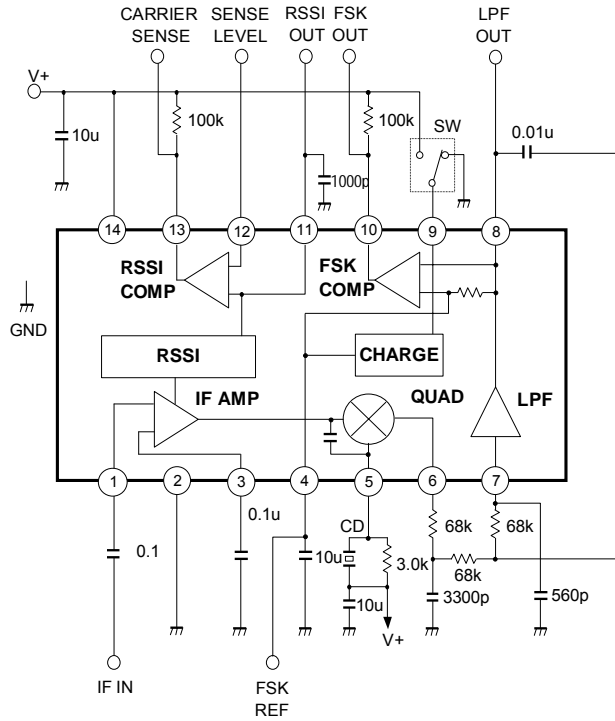 CARRIER SENSE
SENSE LEVEL
RSSI OUT
FSK OUT
LPF OUT
V+
10u
100k
100k
1000p
SW
0.01u
14
13
12
11
10
9
8
RSSI COMP
FSK COMP
GND
RSSI
CHARGE
IF AMP
QUAD
LPF
1
2
3
4
5
6
7
0.1
0.1u
10u
CD
3.0k
10u
V+
68k
68k
68k
3300p
560p
IF IN
FSK REF